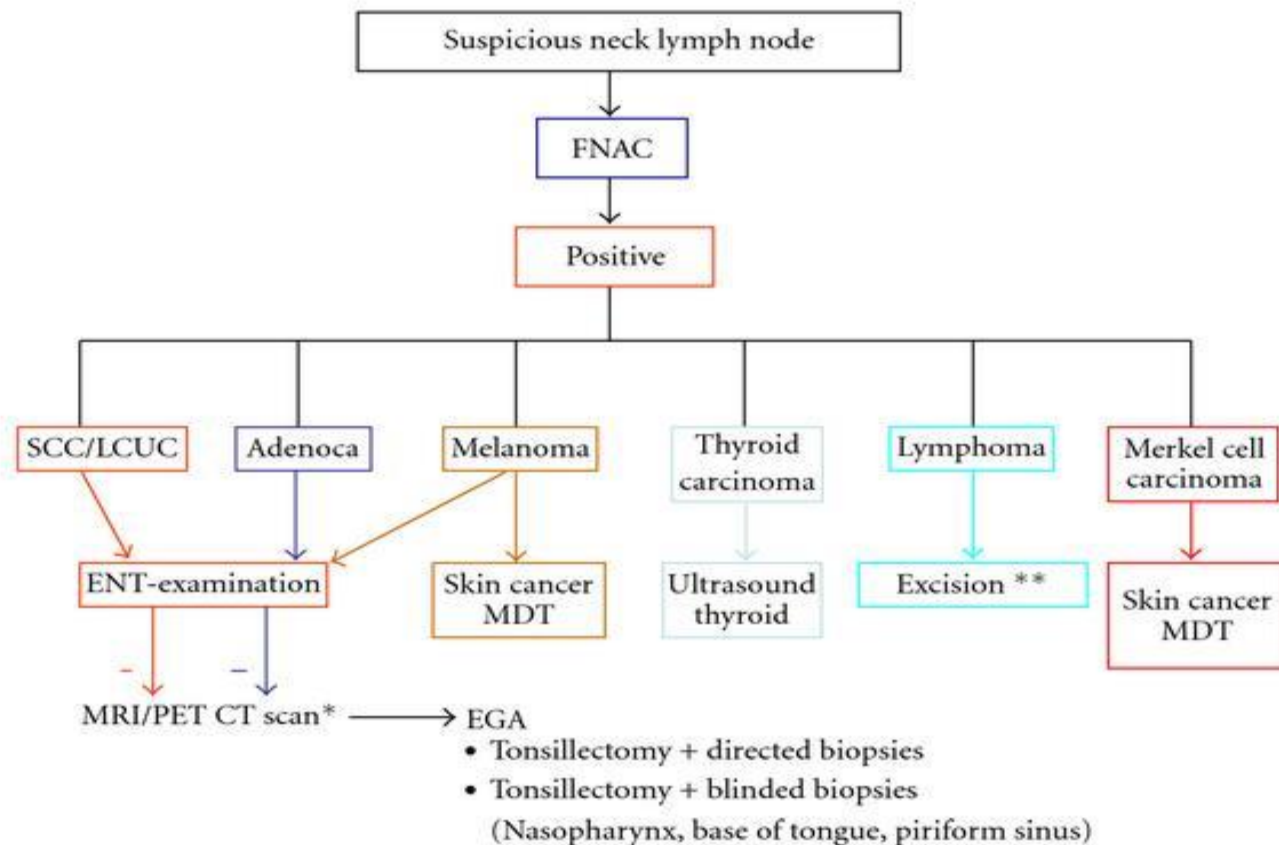 Suspicious neck lymph node
FNAC
Positive
SCC/LCUC
Adenoca
Melanoma
Thyroid
carcinoma
Lymphoma
Merkel cell
carcinoma
ENT-examination
Skin cancer
MDT
Ultrasound
thyroid
Excision **
Skin cancer
MDT
- –
MRI/PET CT scan*
EGA
• Tonsillectomy + directed biopsies
• Tonsillectomy + blinded biopsies
(Nasopharynx, base of tongue, piriform sinus)